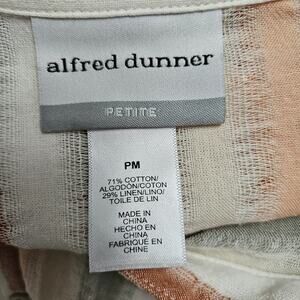 alfred dunner
PETITE
PM
71% COTTON/
ALGODÓN/COTON
29% LINEN/LINO/
TOILE DE LIN
MADE IN
CHINA
HECHO EN
CHINA
FABRIQUÉ EN
CHINE